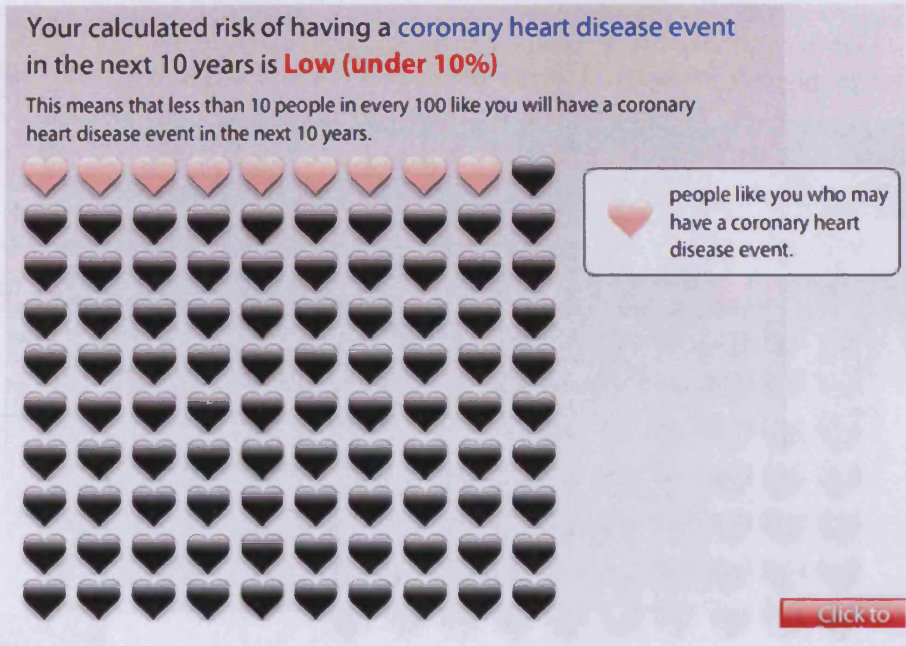 Your calculated risk of having a coronary heart disease event
in the next 10 years is Low (under 10%)
This means that less than 10 people in every 100 like you will have a coronary
heart disease event in the next 10 years.
people like you who may
have a coronary heart
disease event.
Click to